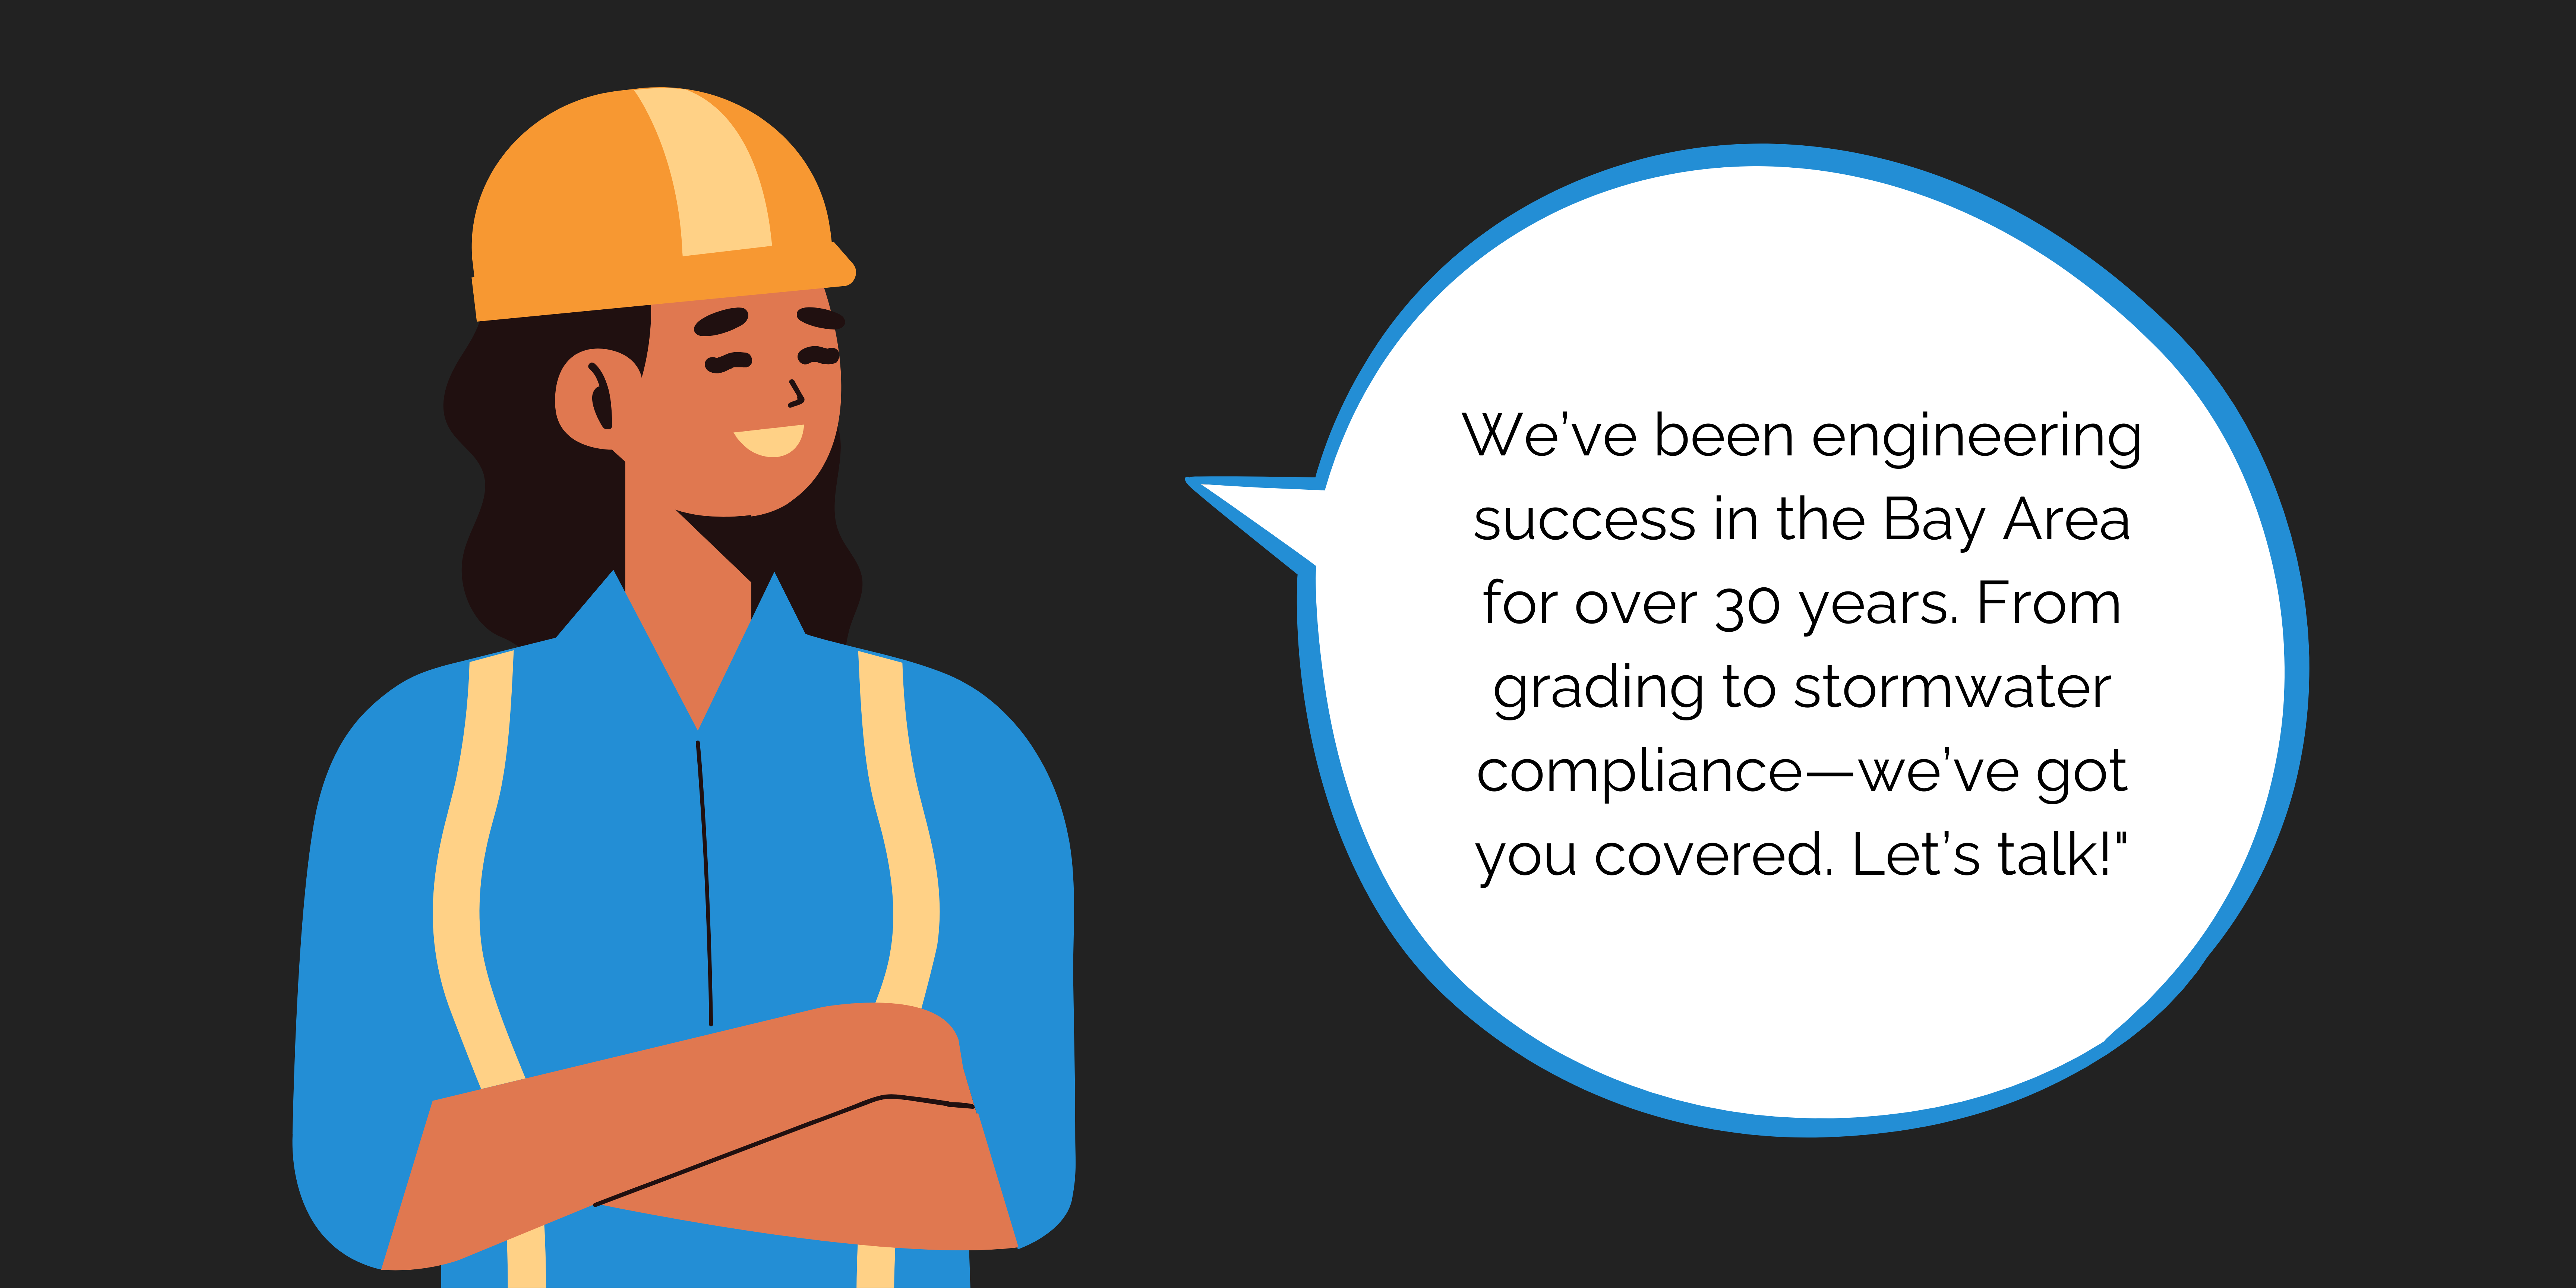 We’ve been engineering
success in the Bay Area
for over 30 years. From
grading to stormwater
compliance—we’ve got
you covered. Let’s talk!"